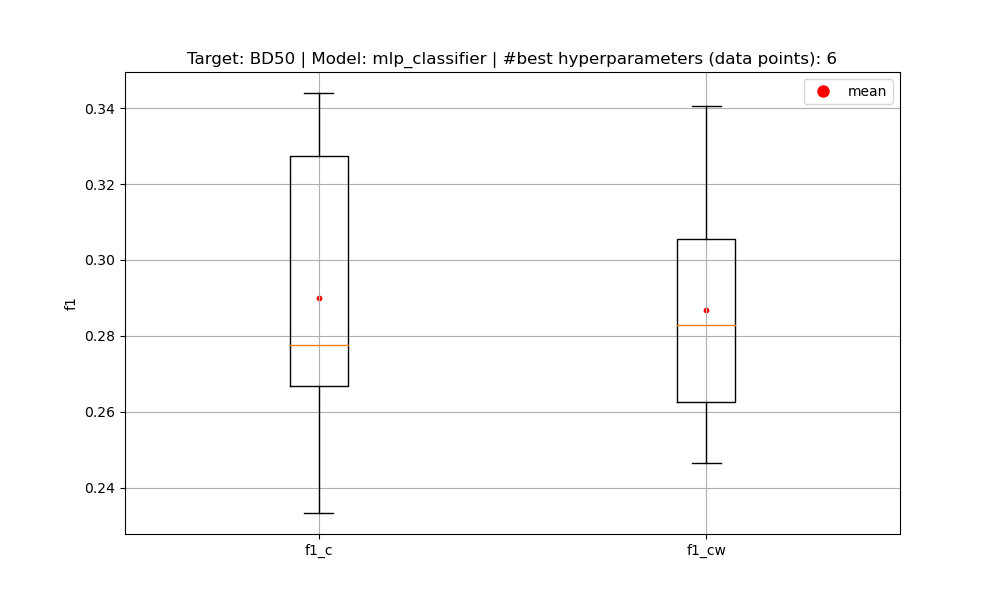 Target: BD50 | Model: mlp_classifier | #best hyperparameters (data points): 6
mean
0.34
0.32
0.30
0.28
0.26
0.24
f1
f1_c
f1_cw